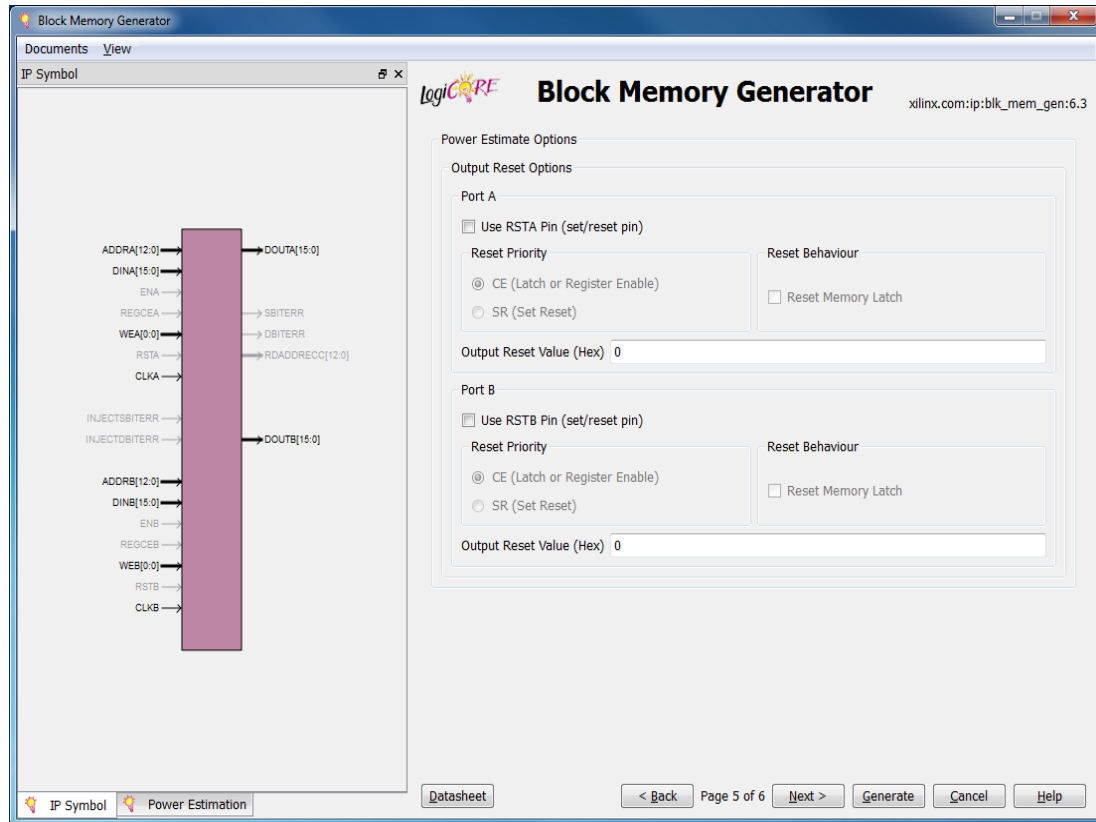 Block Memory Generator
Documents View
IP Symbol
LogiCORE
Block Memory Generator
xilinx.com:ip:blk_mem_gen:6.3
ADDRA[12:0]
DOUTA[15:0]
DINA[15:0]
ENA
REGCEA
SBITERR
WEA[0:0]
DBITERR
RSTA
RDADDRECC[12:0]
CLKA
INJECTSBITERR
INJECTDBITERR
DOUTB[15:0]
ADDRB[12:0]
DINB[15:0]
ENB
REGCEB
WEB[0:0]
RSTB
CLKB
IP Symbol
Power Estimation
Power Estimate Options
Output Reset Options
Port A
Use RSTA Pin (set/reset pin)
Reset Priority
CE (Latch or Register Enable)
SR (Set Reset)
Reset Behaviour
Reset Memory Latch
Output Reset Value (Hex) 0
Port B
Use RSTB Pin (set/reset pin)
Reset Priority
CE (Latch or Register Enable)
SR (Set Reset)
Reset Behaviour
Reset Memory Latch
Output Reset Value (Hex) 0
Datasheet
< Back Page 5 of 6 Next > Generate Cancel Help